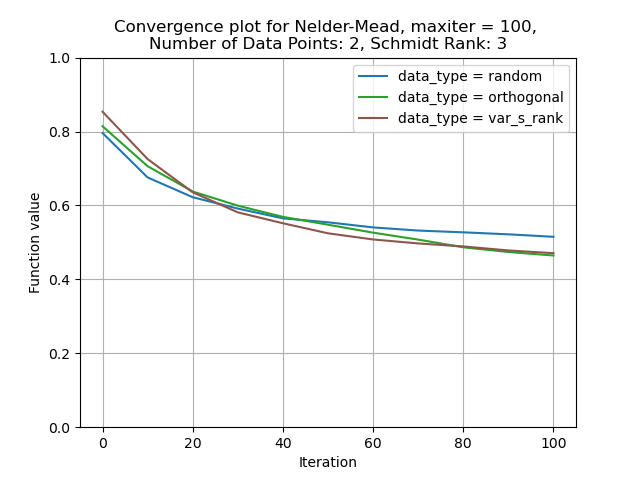 Convergence plot for Nelder-Mead, maxiter = 100,
Number of Data Points: 2, Schmidt Rank: 3
data_type = random
data_type = orthogonal
data_type = var_s_rank
Function value
1.0
0.8
0.6
0.4
0.2
0.0
0 20 40 60 80 100
Iteration